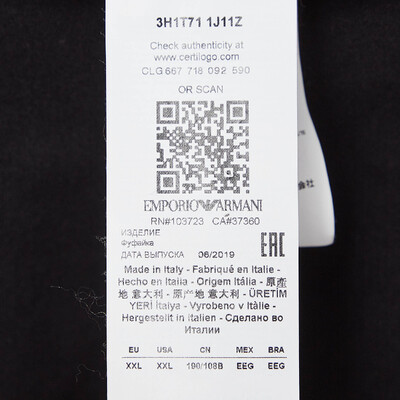 3H1T71 1J11Z
Check authenticity at
www.certilogo.com
CLG 667 718 092 590
OR SCAN
EMPORIO ARMANI
RN#103723 CA#37360
ИЗДЕЛИЕ
Фуфайка
ДАТА ВЫПУСКА 06/2019
EAC
Made in Italy - Fabriqué en Italie -
Hecho en Italia - Origem Itália - 原產
地 意大利 - 原产地 意大利 - ÜRETİM
YERİ İtalya - Vyrobeno v Itálie -
Hergestellt in Italien - Сделано во
Италии
EU USA CN MEX BRA
XXL XXL 190/108B EEG EEG